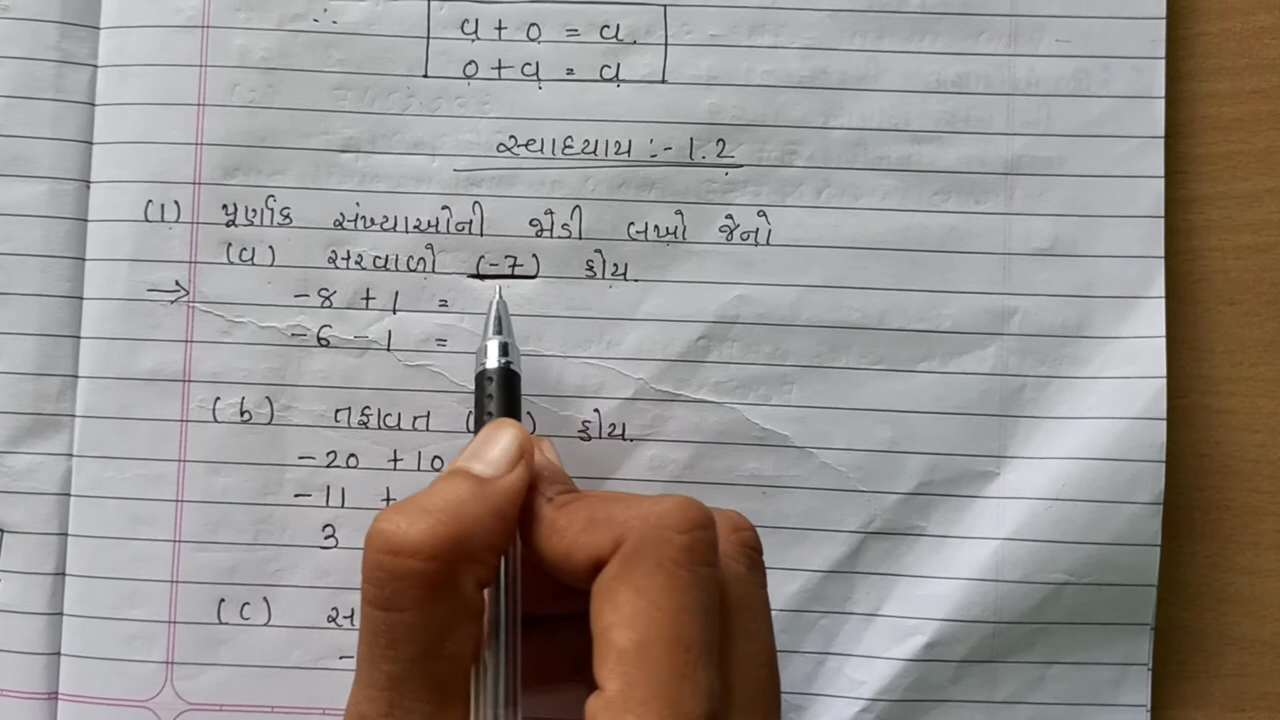 ∴ a + 0 = a.
0 + a = a
સ્વાધ્યાય :- 1.2
(1) પૂર્ણાંક સંખ્યાઓની જોડી લખો જેનો
(a) સરવાળો (-7) હોય.
→ -8 + 1 =
-6 - 1 =
(b) તફાવત ( ) હોય.
-20 +10
-11 +
3
(c) સ
-